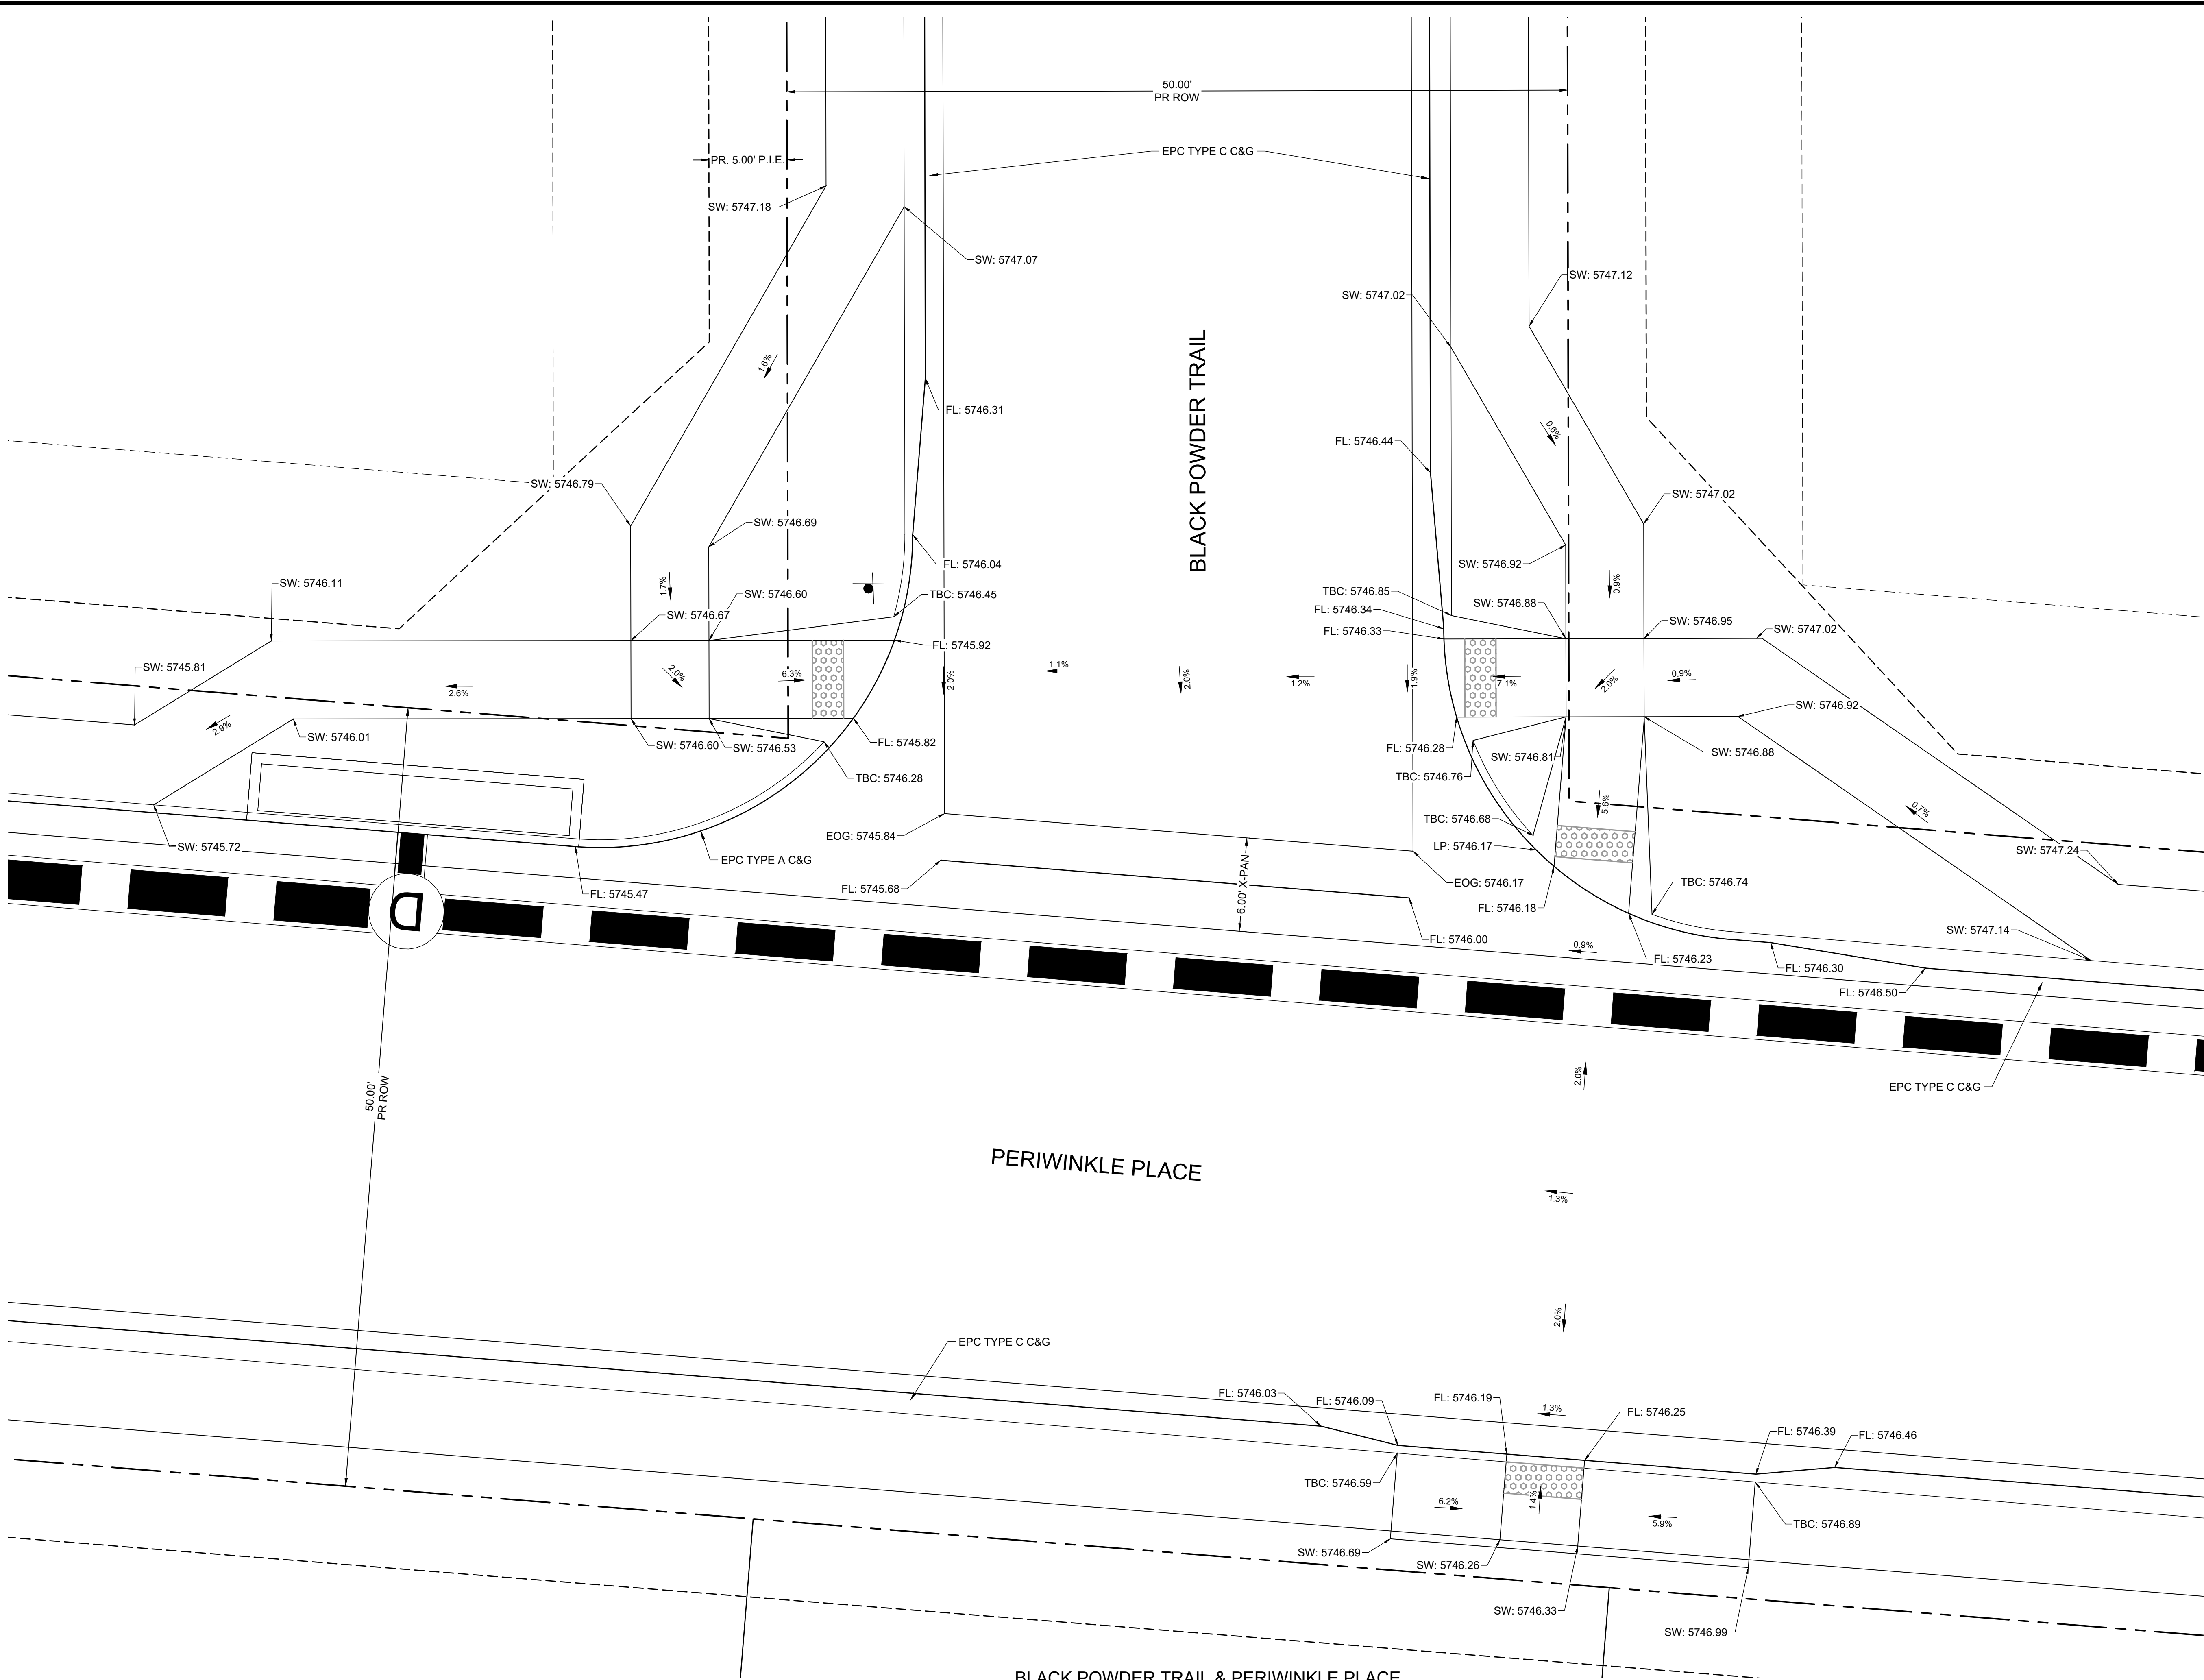 50.00'
PR ROW
EPC TYPE C C&G
PR. 5.00' P.I.E.
SW: 5747.18
SW: 5747.07
SW: 5747.12
SW: 5747.02
BLACK POWDER TRAIL
1.6%
FL: 5746.31
0.6%
FL: 5746.44
SW: 5746.79
SW: 5747.02
SW: 5746.69
FL: 5746.04
SW: 5746.92
SW: 5746.11
1.7%
0.9%
SW: 5746.60
TBC: 5746.45
TBC: 5746.85
SW: 5746.88
FL: 5746.34
SW: 5746.67
SW: 5746.95
SW: 5747.02
FL: 5746.33
FL: 5745.92
SW: 5745.81
2.0%
6.3%
2.0%
1.1%
2.0%
1.2%
1.9%
7.1%
2.0%
0.9%
2.6%
SW: 5746.92
2.9%
SW: 5746.01
SW: 5746.60
SW: 5746.53
FL: 5745.82
FL: 5746.28
SW: 5746.81
SW: 5746.88
TBC: 5746.28
TBC: 5746.76
5.6%
0.7%
EOG: 5745.84
TBC: 5746.68
SW: 5745.72
LP: 5746.17
SW: 5747.24
EPC TYPE A C&G
6.00' X-PAN
FL: 5745.68
EOG: 5746.17
TBC: 5746.74
FL: 5745.47
D
FL: 5746.18
SW: 5747.14
FL: 5746.00
0.9%
FL: 5746.23
FL: 5746.30
FL: 5746.50
2.0%
EPC TYPE C C&G
50.00'
PR ROW
PERIWINKLE PLACE
1.3%
2.0%
EPC TYPE C C&G
FL: 5746.03
FL: 5746.09
FL: 5746.19
1.3%
FL: 5746.25
FL: 5746.39
FL: 5746.46
TBC: 5746.59
6.2%
1.4%
5.9%
TBC: 5746.89
SW: 5746.69
SW: 5746.26
SW: 5746.33
SW: 5746.99
BLACK POWDER TRAIL & PERIWINKLE PLACE